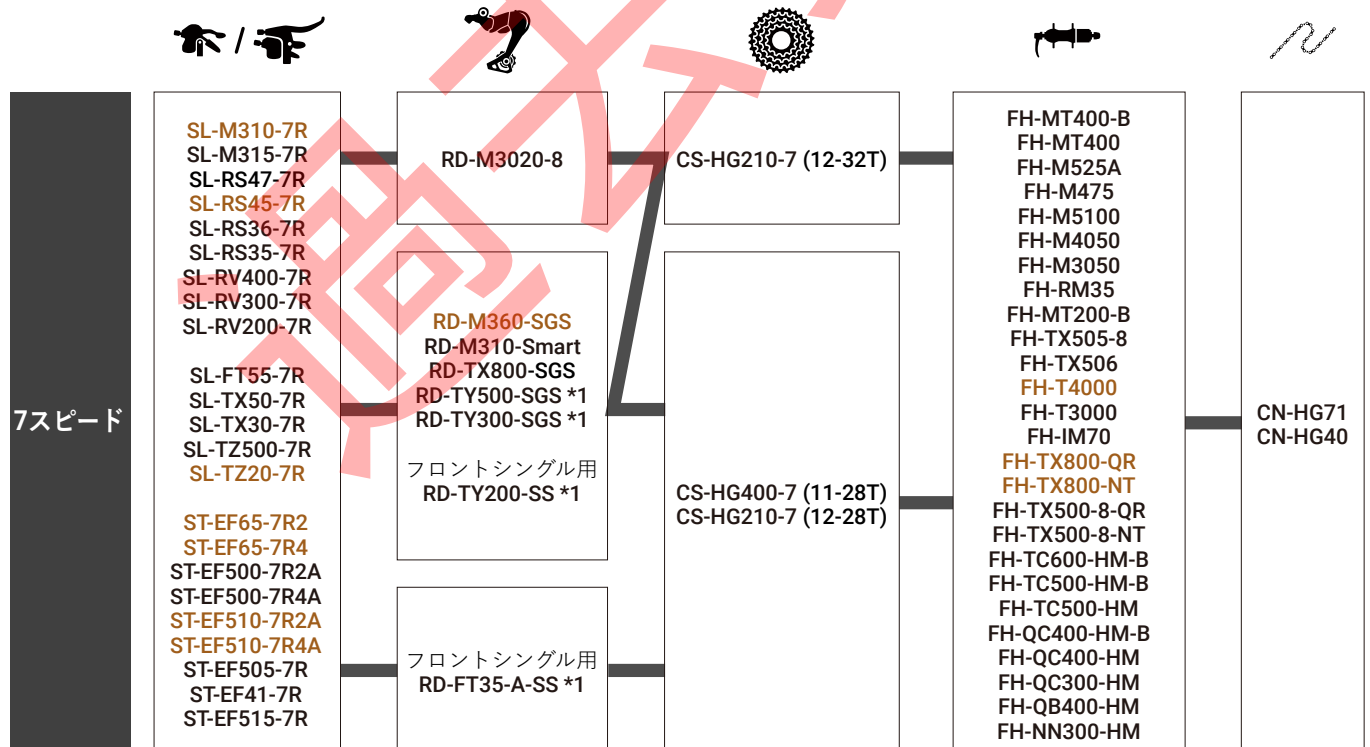 7スピード
SL-M310-7R
SL-M315-7R
SL-RS47-7R
SL-RS45-7R
SL-RS36-7R
SL-RS35-7R
SL-RV400-7R
SL-RV300-7R
SL-RV200-7R
SL-FT55-7R
SL-TX50-7R
SL-TX30-7R
SL-TZ500-7R
SL-TZ20-7R
ST-EF65-7R2
ST-EF65-7R4
ST-EF500-7R2A
ST-EF500-7R4A
ST-EF510-7R2A
ST-EF510-7R4A
ST-EF505-7R
ST-EF41-7R
ST-EF515-7R
RD-M3020-8
RD-M360-SGS
RD-M310-Smart
RD-TX800-SGS
RD-TY500-SGS *1
RD-TY300-SGS *1
フロントシングル用
RD-TY200-SS *1
フロントシングル用
RD-FT35-A-SS *1
CS-HG210-7 (12-32T)
CS-HG400-7 (11-28T)
CS-HG210-7 (12-28T)
FH-MT400-B
FH-MT400
FH-M525A
FH-M475
FH-M5100
FH-M4050
FH-M3050
FH-RM35
FH-MT200-B
FH-TX505-8
FH-TX506
FH-T4000
FH-T3000
FH-IM70
FH-TX800-QR
FH-TX800-NT
FH-TX500-8-QR
FH-TX500-8-NT
FH-TC600-HM-B
FH-TC500-HM-B
FH-TC500-HM
FH-QC400-HM-B
FH-QC400-HM
FH-QC300-HM
FH-QB400-HM
FH-NN300-HM
CN-HG71
CN-HG40